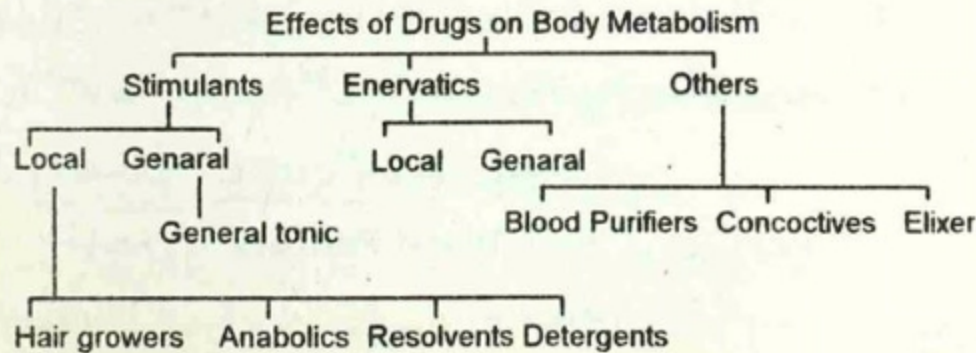 Effects of Drugs on Body Metabolism
Stimulants Enervatics Others
Local Genaral Local Genaral
General tonic Blood Purifiers Concoctives Elixer
Hair growers Anabolics Resolvents Detergents